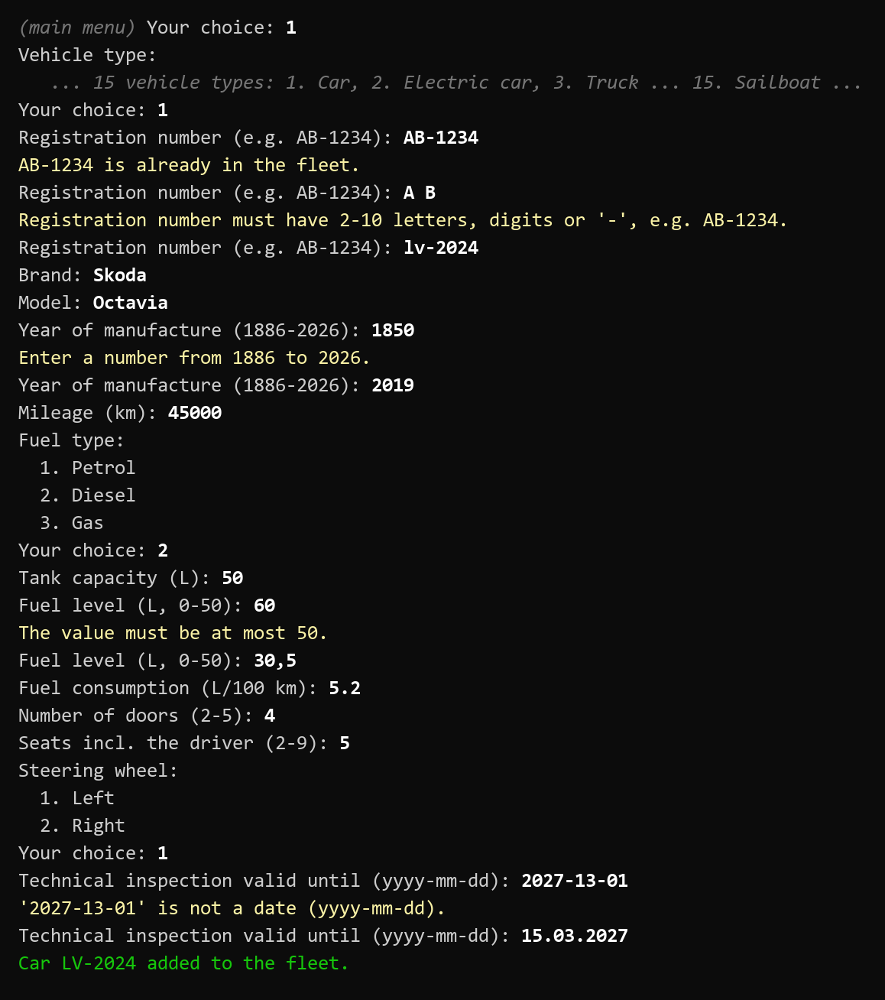 (main menu) Your choice: 1
Vehicle type:
... 15 vehicle types: 1. Car, 2. Electric car, 3. Truck ... 15. Sailboat ...
Your choice: 1
Registration number (e.g. AB-1234): AB-1234
AB-1234 is already in the fleet.
Registration number (e.g. AB-1234): A B
Registration number must have 2-10 letters, digits or '-', e.g. AB-1234.
Registration number (e.g. AB-1234): lv-2024
Brand: Skoda
Model: Octavia
Year of manufacture (1886-2026): 1850
Enter a number from 1886 to 2026.
Year of manufacture (1886-2026): 2019
Mileage (km): 45000
Fuel type:
1. Petrol
2. Diesel
3. Gas
Your choice: 2
Tank capacity (L): 50
Fuel level (L, 0-50): 60
The value must be at most 50.
Fuel level (L, 0-50): 30,5
Fuel consumption (L/100 km): 5.2
Number of doors (2-5): 4
Seats incl. the driver (2-9): 5
Steering wheel:
1. Left
2. Right
Your choice: 1
Technical inspection valid until (yyyy-mm-dd): 2027-13-01
'2027-13-01' is not a date (yyyy-mm-dd).
Technical inspection valid until (yyyy-mm-dd): 15.03.2027
Car LV-2024 added to the fleet.